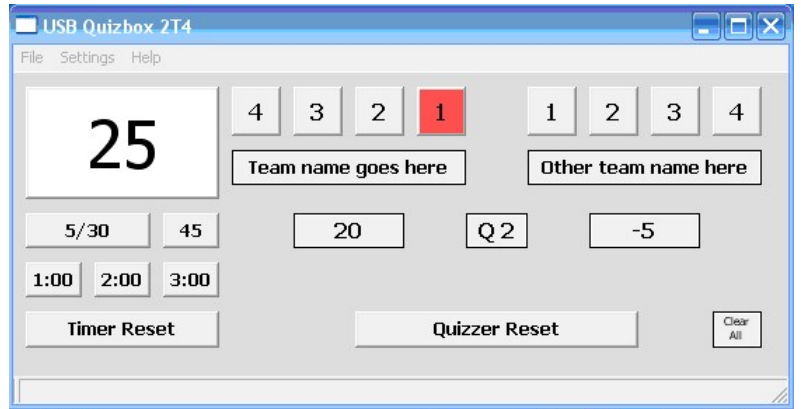 USB Quizbox 2T4
File Settings Help
25
4 3 2 1 1 2 3 4
Team name goes here Other team name here
5/30 45 20 Q 2 -5
1:00 2:00 3:00
Timer Reset Quizzer Reset Clear All